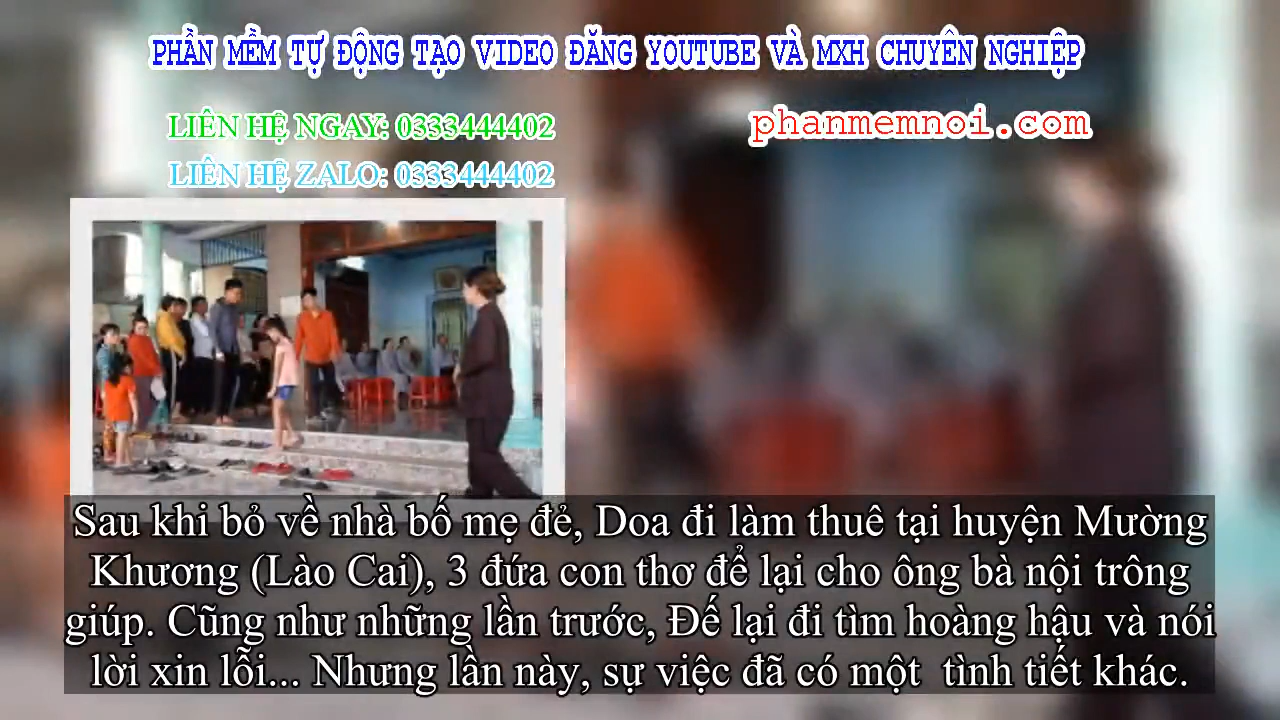 PHẦN MỀM TỰ ĐỘNG TẠO VIDEO ĐĂNG YOUTUBE VÀ MXH CHUYÊN NGHIỆP
LIÊN HỆ NGAY: 0333444402
phanmemnoi.com
LIÊN HỆ ZALO: 0333444402
Sau khi bỏ về nhà bố mẹ đẻ, Doa đi làm thuê tại huyện Mường
Khương (Lào Cai), 3 đứa con thơ để lại cho ông bà nội trông
giúp. Cũng như những lần trước, Đế lại đi tìm hoàng hậu và nói
lời xin lỗi... Nhưng lần này, sự việc đã có một  tình tiết khác.